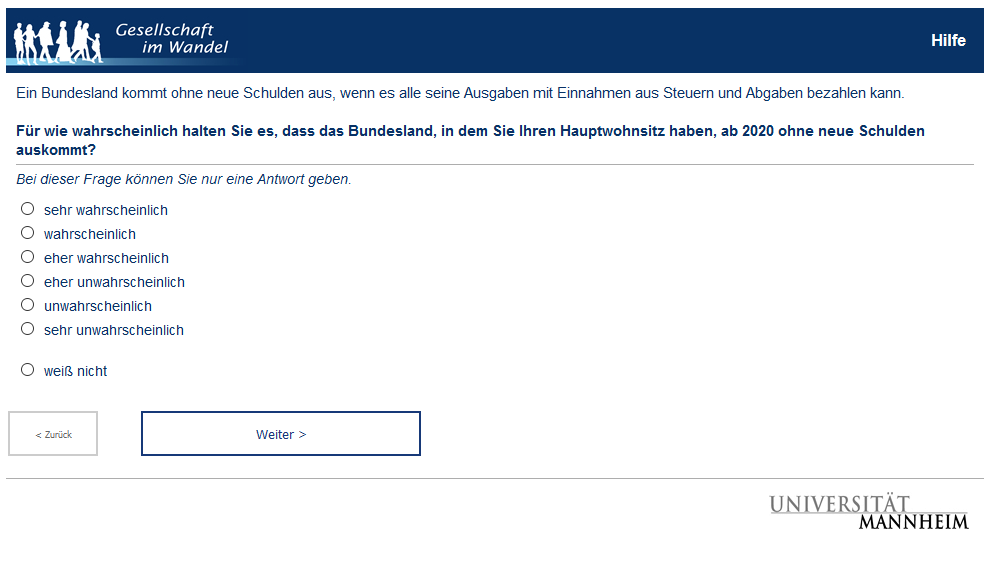 Gesellschaft
im Wandel
Hilfe
Ein Bundesland kommt ohne neue Schulden aus, wenn es alle seine Ausgaben mit Einnahmen aus Steuern und Abgaben bezahlen kann.
Für wie wahrscheinlich halten Sie es, dass das Bundesland, in dem Sie Ihren Hauptwohnsitz haben, ab 2020 ohne neue Schulden
auskommt?
Bei dieser Frage können Sie nur eine Antwort geben.
sehr wahrscheinlich
wahrscheinlich
eher wahrscheinlich
eher unwahrscheinlich
unwahrscheinlich
sehr unwahrscheinlich
weiß nicht
< Zurück
Weiter >
UNIVERSITÄT
MANNHEIM